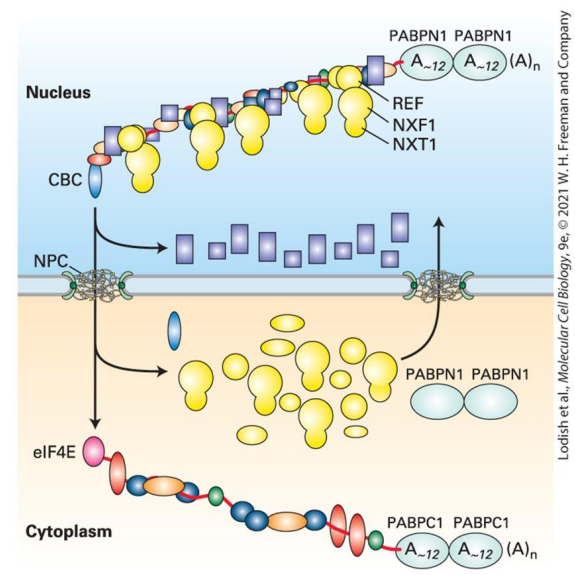 PABPN1 PABPN1
A~12 A~12 (A)n
Nucleus
REF
NXF1
NXT1
CBC
NPC
PABPN1 PABPN1
eIF4E
Cytoplasm
PABPC1 PABPC1
A~12 A~12 (A)n
Lodish et al., Molecular Cell Biology, 9e, © 2021 W. H. Freeman and Company